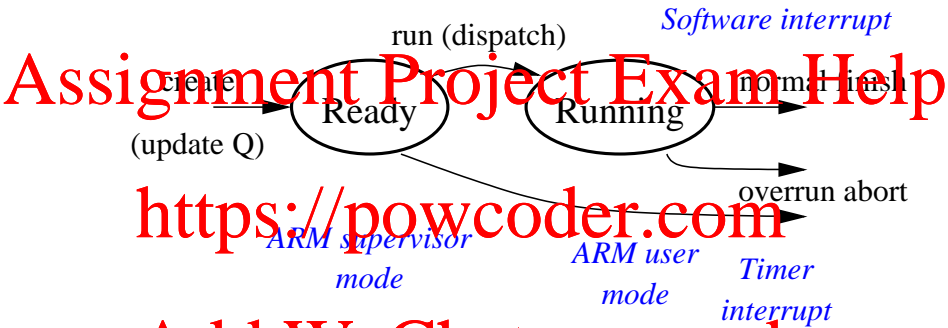 Software interrupt
run (dispatch)
Assignment Project Exam Help
create
normal finish
Ready
Running
(update Q)
overrun abort
https://powcoder.com
ARM supervisor
mode
ARM user
mode
Timer
interrupt